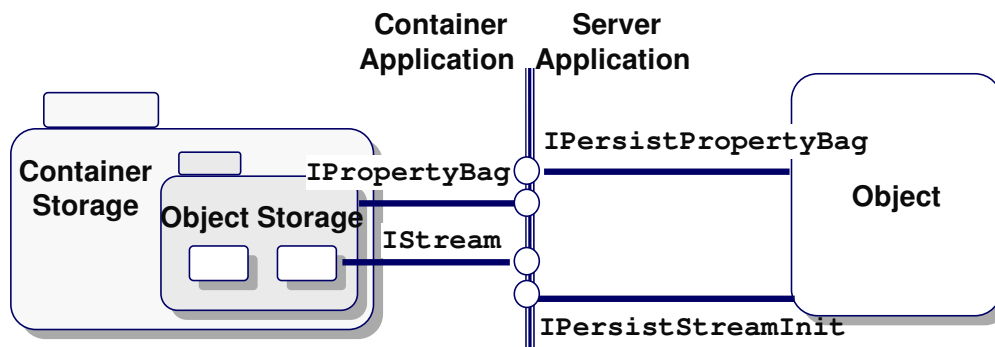 Container Server
Application Application
IPersistPropertyBag
Container
Storage
IPropertyBag
Object
Object Storage
IStream
IPersistStreamInit